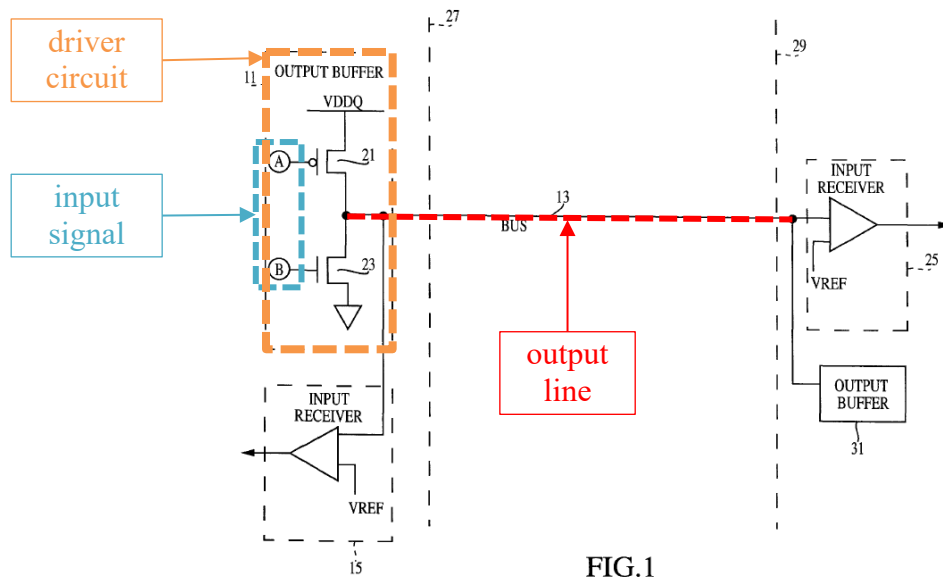 driver
circuit
27
29
11
OUTPUT BUFFER
VDDQ
A
21
input
signal
13
BUS
INPUT
RECEIVER
B
23
VREF
25
output
line
INPUT
RECEIVER
OUTPUT
BUFFER
31
VREF
15
FIG.1